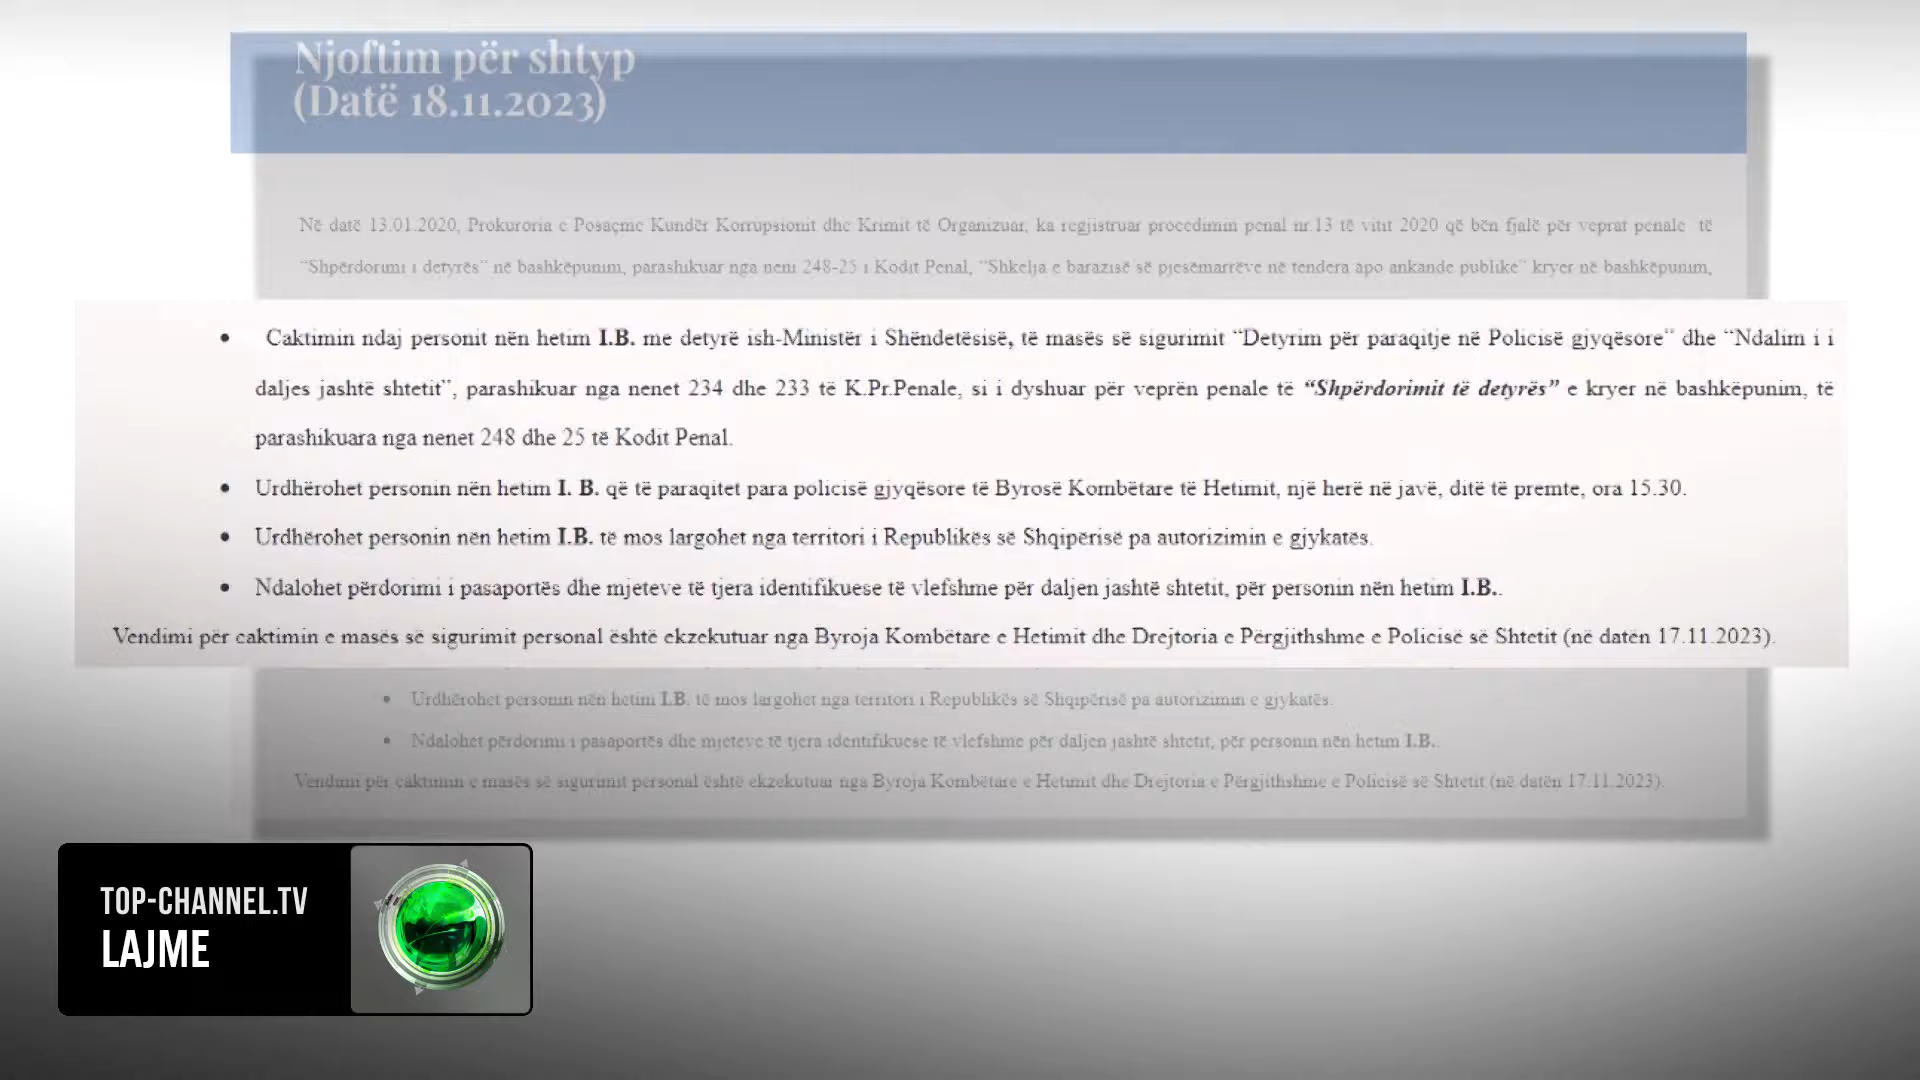 Njoftim për shtyp
(Datë 18.11.2023)
Në datë 13.01.2020, Prokuroria e Posaçme Kundër Korrupsionit dhe Krimit të Organizuar, ka regjistruar procedimin penal nr.13 të vitit 2020 që bën fjalë për veprat penale të
“Shpërdorimi i detyrës” në bashkëpunim, parashikuar nga neni 248-25 i Kodit Penal, “Shkelja e barazisë së pjesëmarrëve në tendera apo ankande publike” kryer në bashkëpunim,
• Caktimin ndaj personit nën hetim I.B. me detyrë ish-Ministër i Shëndetësisë, të masës së sigurimit “Detyrim për paraqitje në Policisë gjyqësore” dhe “Ndalim i i
daljes jashtë shtetit”, parashikuar nga nenet 234 dhe 233 të K.Pr.Penale, si i dyshuar për veprën penale të “Shpërdorimit të detyrës” e kryer në bashkëpunim, të
parashikuara nga nenet 248 dhe 25 të Kodit Penal.
• Urdhërohet personin nën hetim I. B. që të paraqitet para policisë gjyqësore të Byrosë Kombëtare të Hetimit, një herë në javë, ditë të premte, ora 15.30.
• Urdhërohet personin nën hetim I.B. të mos largohet nga territori i Republikës së Shqipërisë pa autorizimin e gjykatës.
• Ndalohet përdorimi i pasaportës dhe mjeteve të tjera identifikuese të vlefshme për daljen jashtë shtetit, për personin nën hetim I.B..
Vendimi për caktimin e masës së sigurimit personal është ekzekutuar nga Byroja Kombëtare e Hetimit dhe Drejtoria e Përgjithshme e Policisë së Shtetit (në datën 17.11.2023).
• Urdhërohet personin nën hetim I.B. të mos largohet nga territori i Republikës së Shqipërisë pa autorizimin e gjykatës.
• Ndalohet përdorimi i pasaportës dhe mjeteve të tjera identifikuese të vlefshme për daljen jashtë shtetit, për personin nën hetim I.B..
Vendimi për caktimin e masës së sigurimit personal është ekzekutuar nga Byroja Kombëtare e Hetimit dhe Drejtoria e Përgjithshme e Policisë së Shtetit (në datën 17.11.2023).
TOP-CHANNEL.TV
LAJME